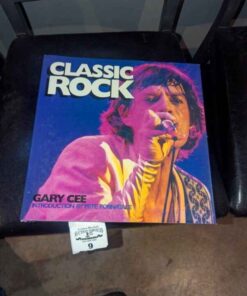 CLASSIC
ROCK
GARY CEE
INTRODUCTION BY PETE FORNATALE
9